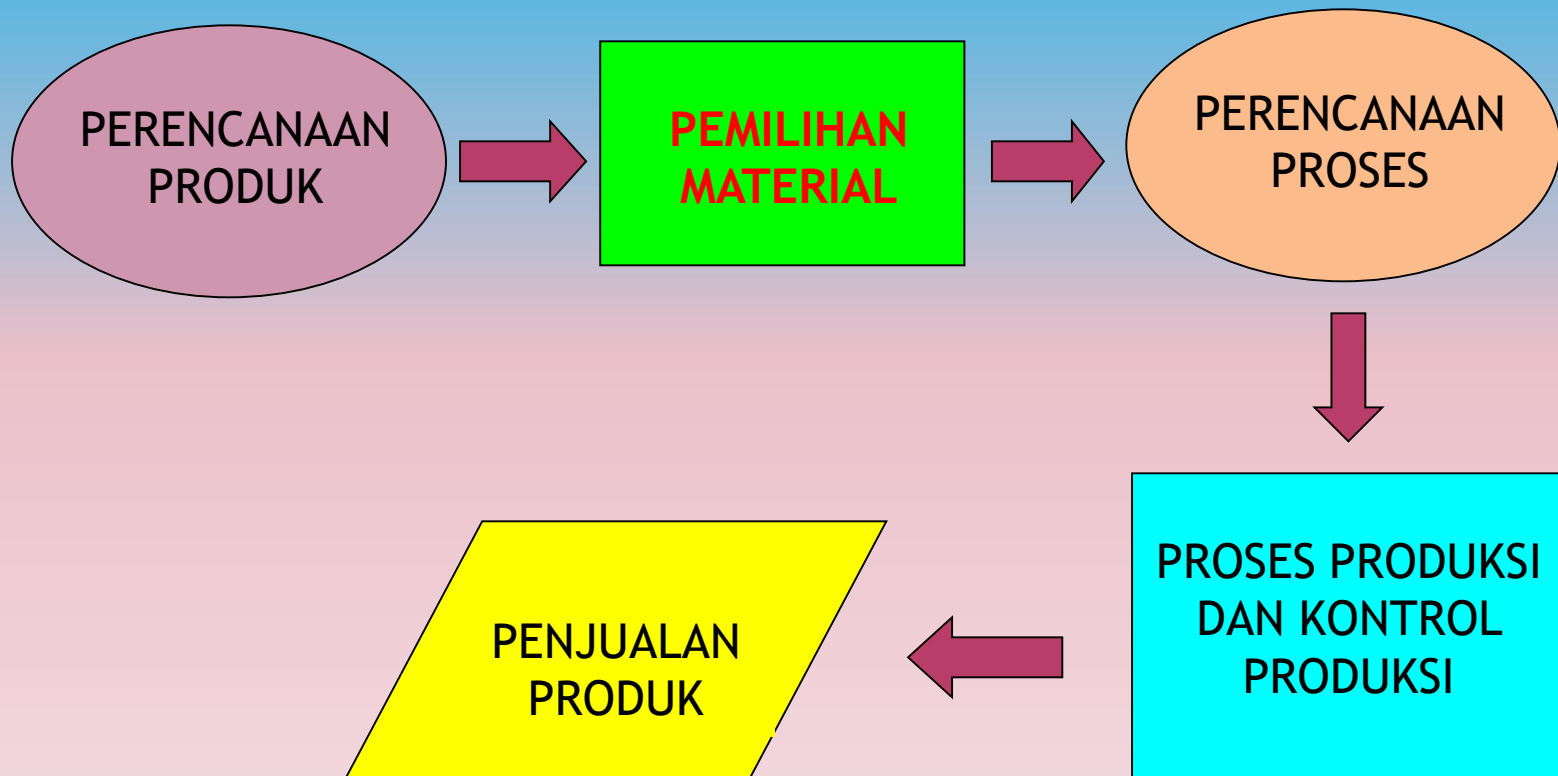 PERENCANAAN
PRODUK
PEMILIHAN
MATERIAL
PERENCANAAN
PROSES
PROSES PRODUKSI
DAN KONTROL
PRODUKSI
PENJUALAN
PRODUK